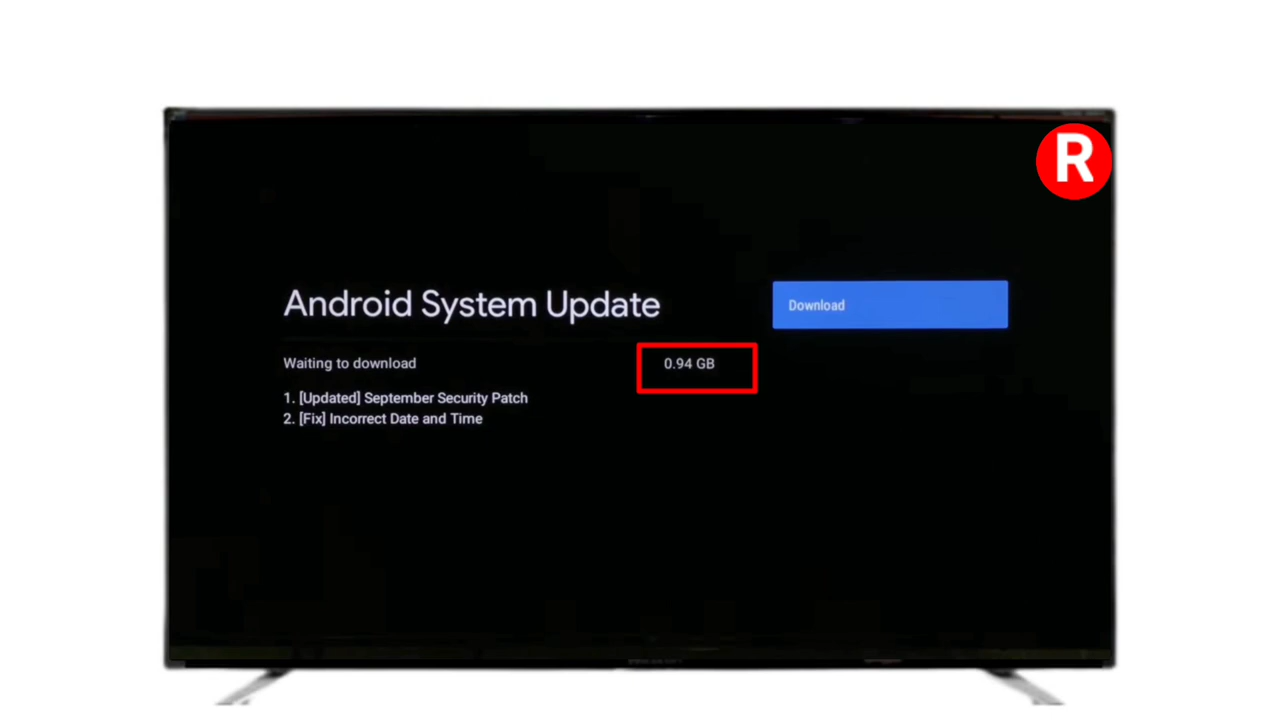 R
Android System Update
Download
Waiting to download
0.94 GB
1. [Updated] September Security Patch
2. [Fix] Incorrect Date and Time